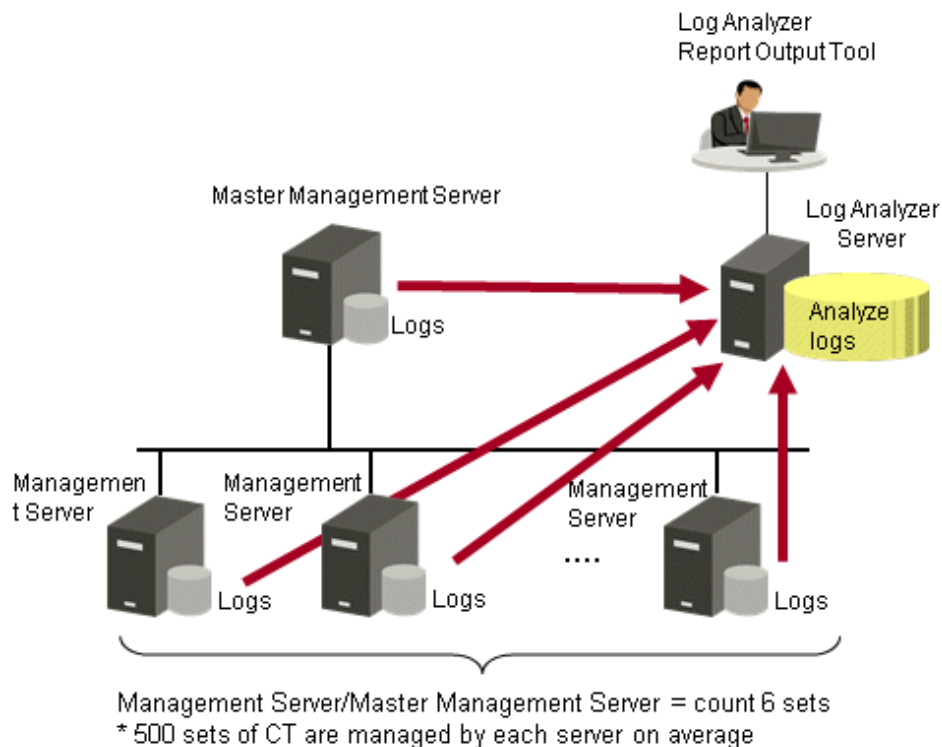 Log Analyzer
Report Output Tool
Master Management Server
Log Analyzer
Server
Logs
Analyze
logs
Managemen
t Server
Management
Server
Management
Server
....
Logs
Logs
Logs
Management Server/Master Management Server = count 6 sets
* 500 sets of CT are managed by each server on average